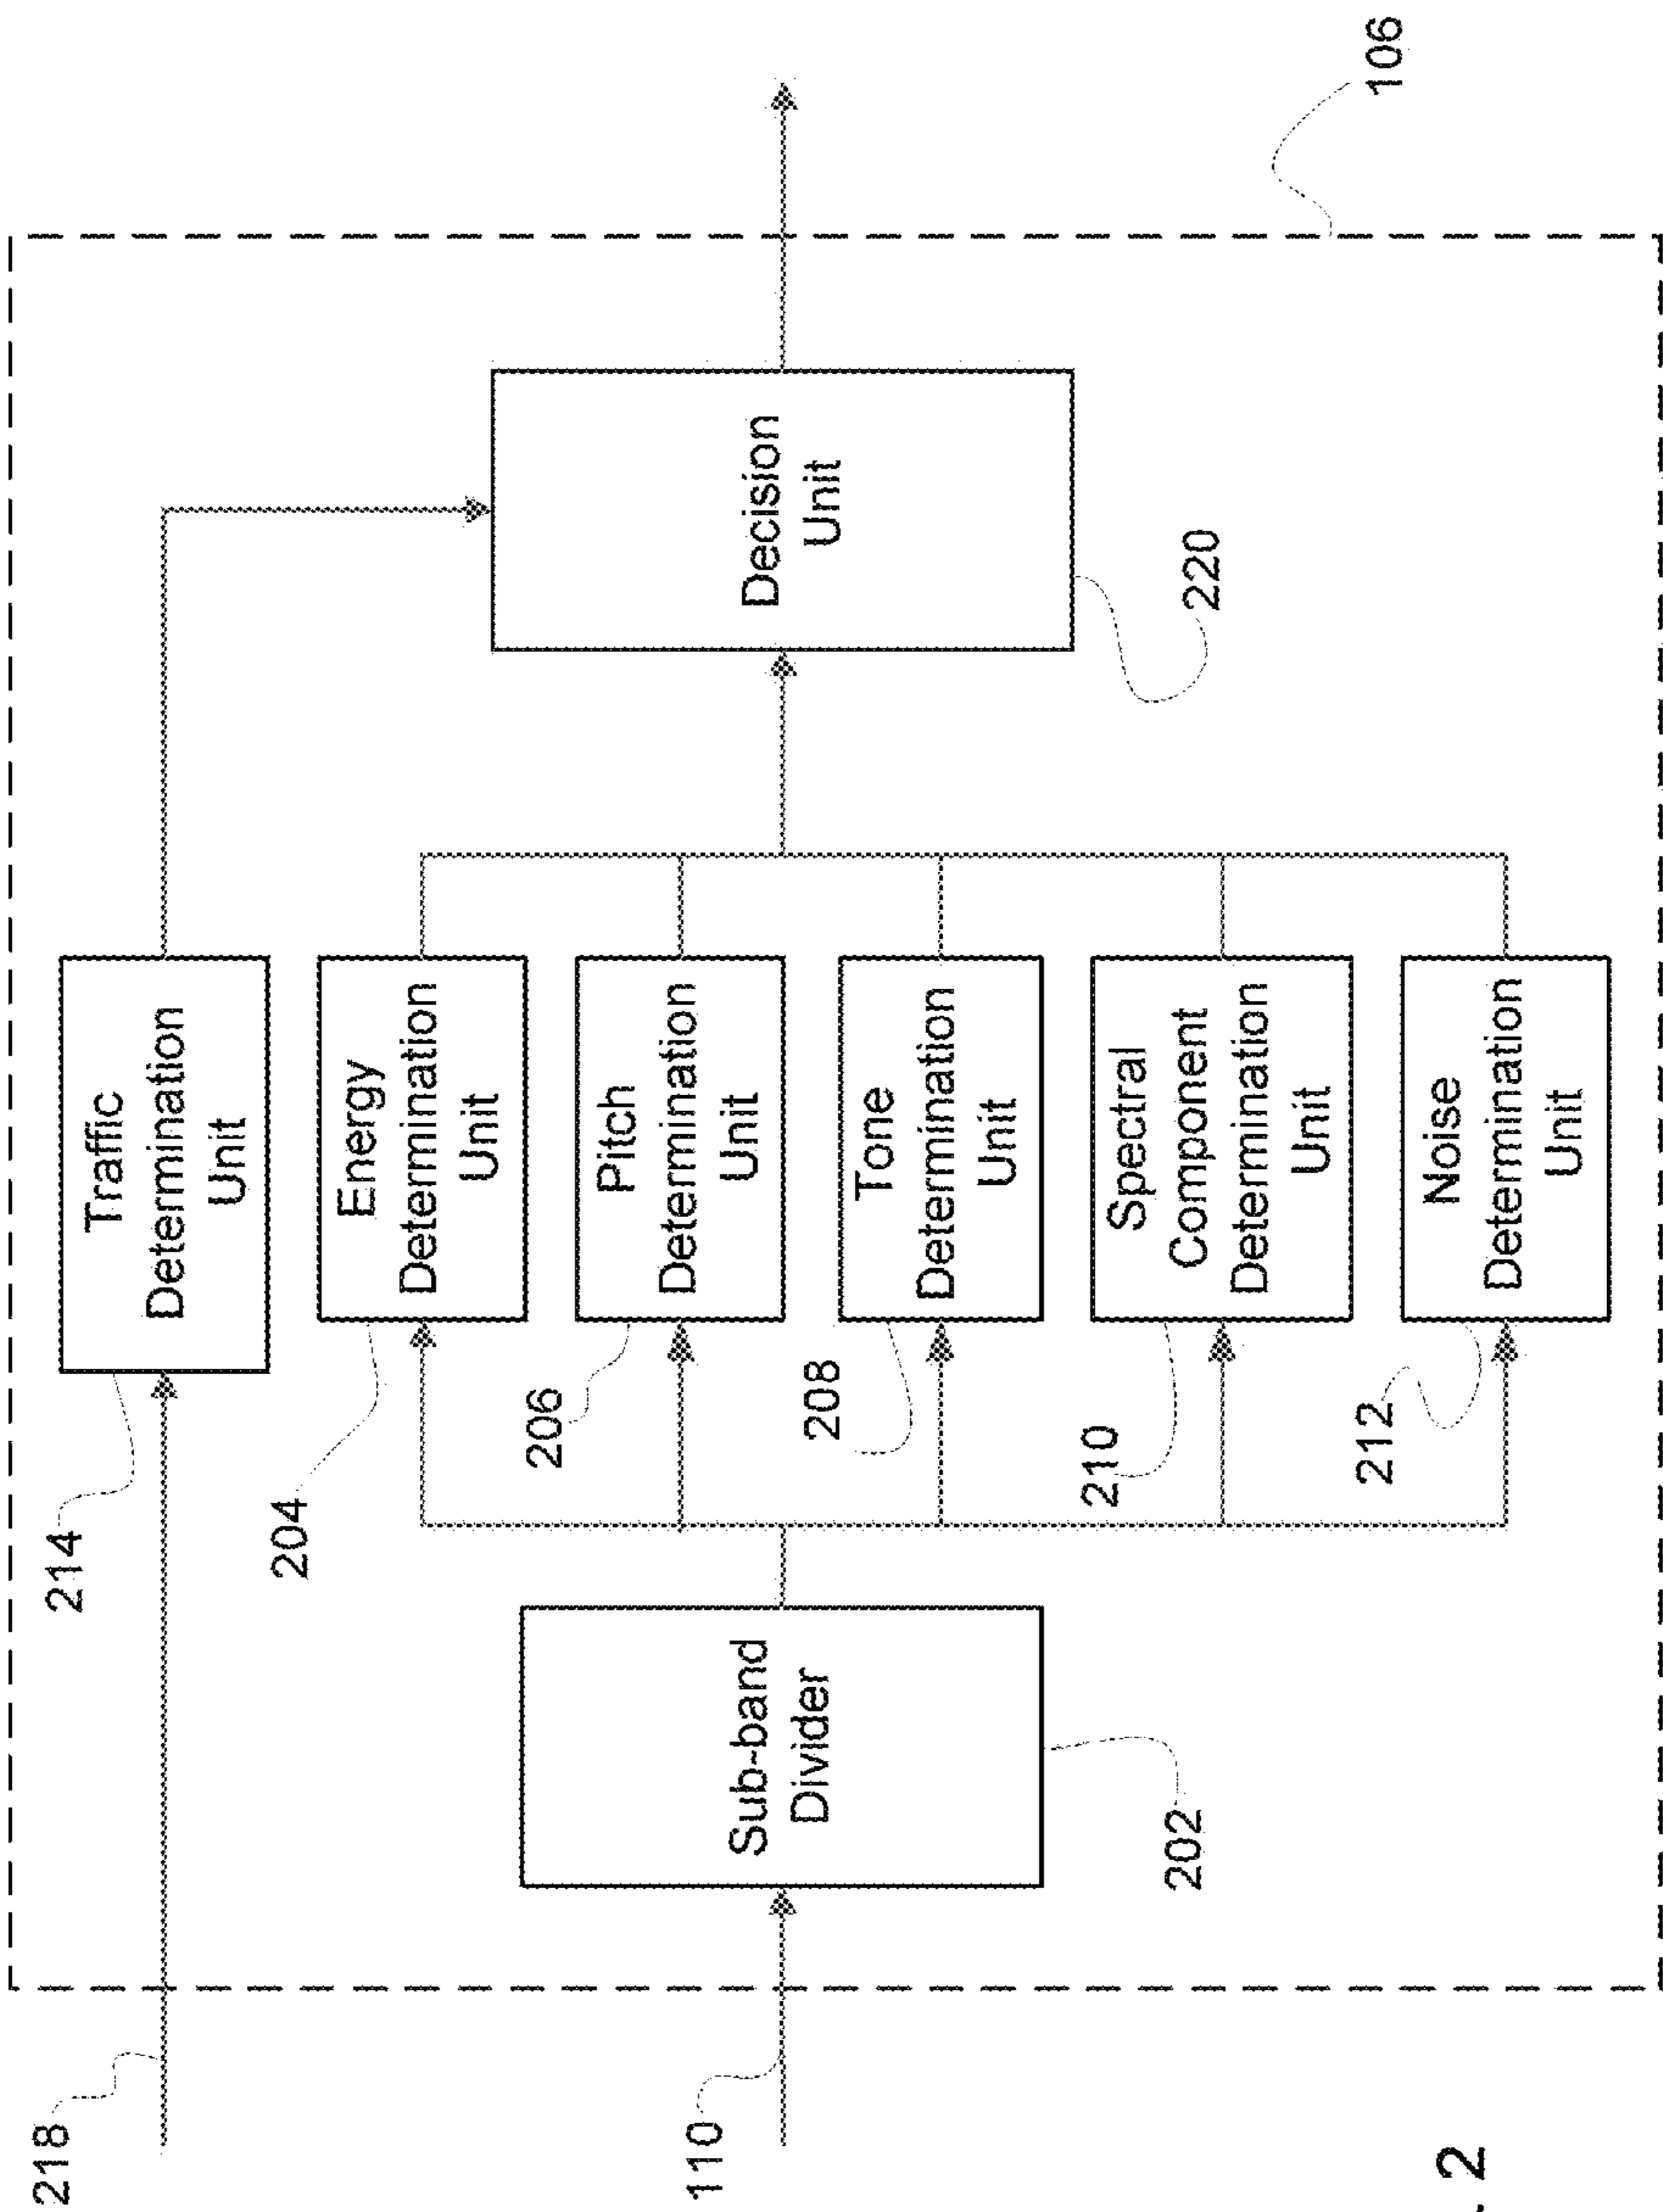 218
214
Traffic
Determination
Unit
204
Energy
Determination
Unit
206
Pitch
Determination
Unit
110
Sub-band
Divider
202
208
Tone
Determination
Unit
Decision
Unit
220
210
Spectral
Component
Determination
Unit
212
Noise
Determination
Unit
106
. 2